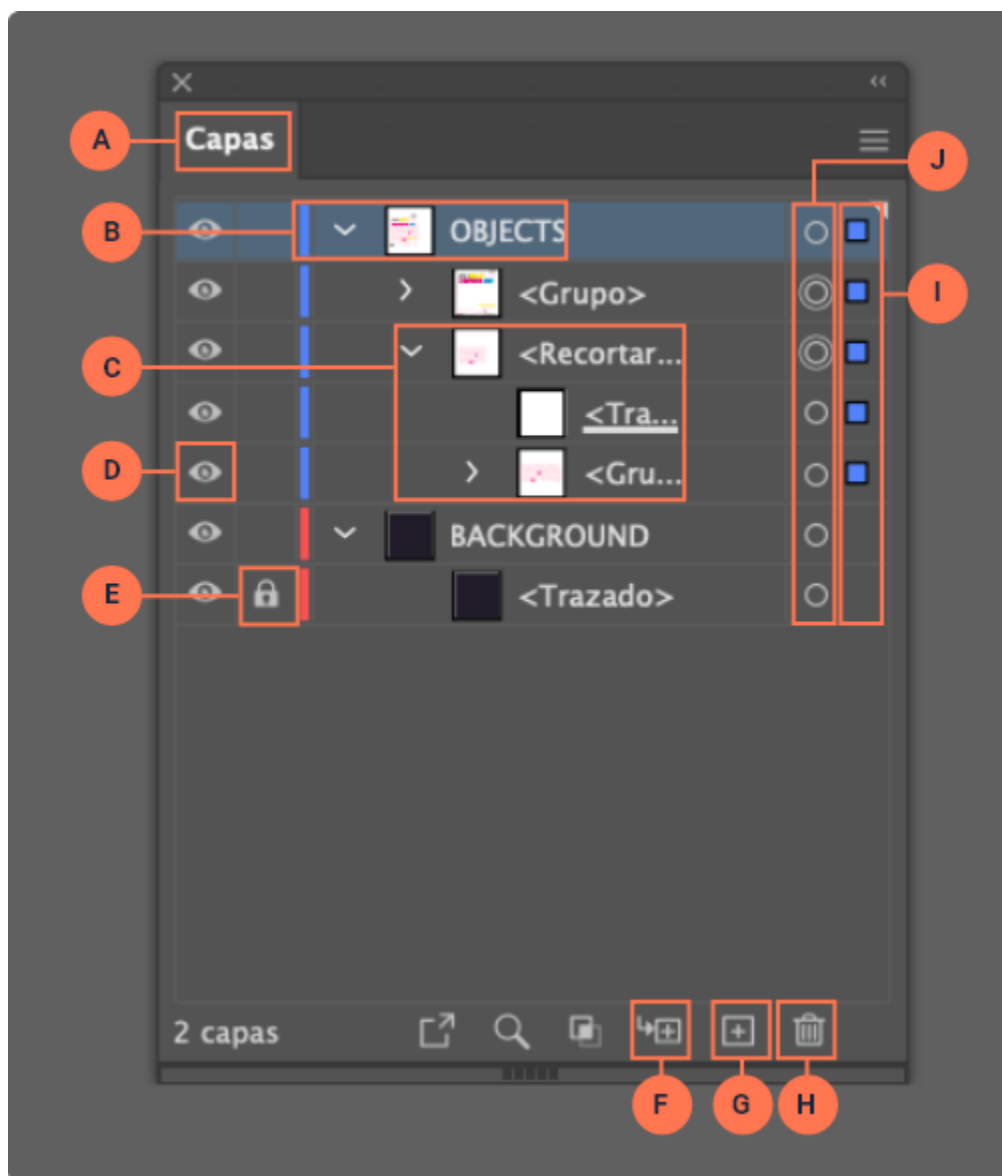 Capas
A
J
B
OBJECTS
<Grupo>
I
C
<Recortar...
<Tra...
D
<Gru...
BACKGROUND
E
<Trazado>
2 capas
F
G
H